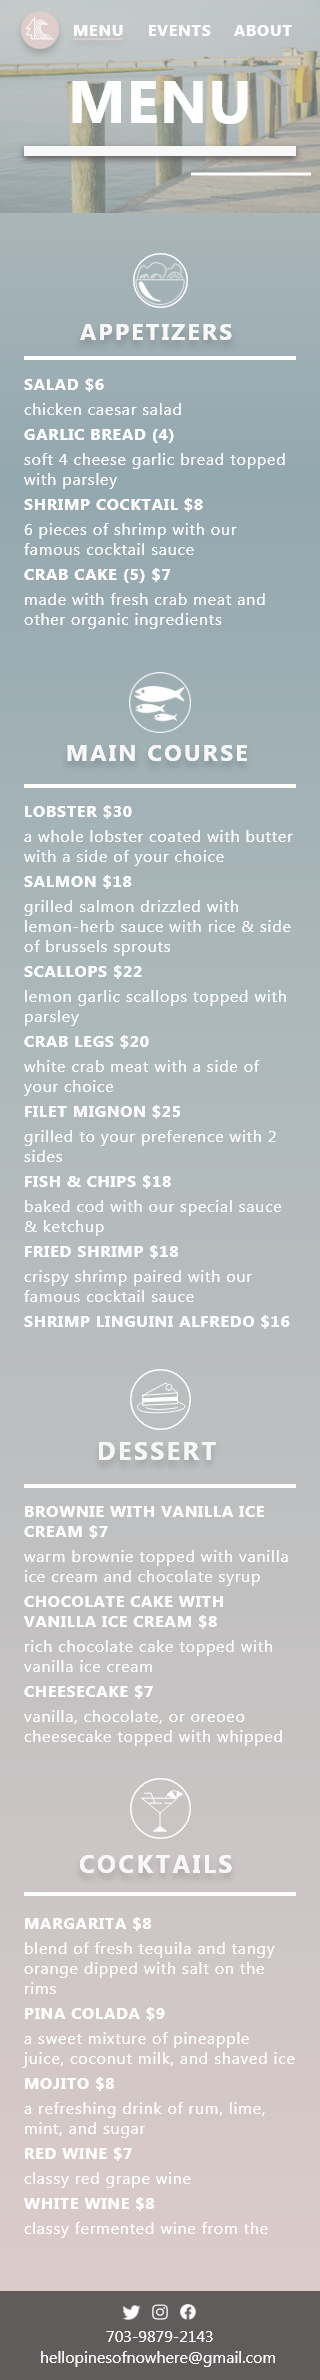 MENU EVENTS ABOUT
MENU
APPETIZERS
SALAD $6
chicken caesar salad
GARLIC BREAD (4)
soft 4 cheese garlic bread topped
with parsley
SHRIMP COCKTAIL $8
6 pieces of shrimp with our
famous cocktail sauce
CRAB CAKE (5) $7
made with fresh crab meat and
other organic ingredients
MAIN COURSE
LOBSTER $30
a whole lobster coated with butter
with a side of your choice
SALMON $18
grilled salmon drizzled with
lemon-herb sauce with rice & side
of brussels sprouts
SCALLOPS $22
lemon garlic scallops topped with
parsley
CRAB LEGS $20
white crab meat with a side of
your choice
FILET MIGNON $25
grilled to your preference with 2
sides
FISH & CHIPS $18
baked cod with our special sauce
& ketchup
FRIED SHRIMP $18
crispy shrimp paired with our
famous cocktail sauce
SHRIMP LINGUINI ALFREDO $16
DESSERT
BROWNIE WITH VANILLA ICE
CREAM $7
warm brownie topped with vanilla
ice cream and chocolate syrup
CHOCOLATE CAKE WITH
VANILLA ICE CREAM $8
rich chocolate cake topped with
vanilla ice cream
CHEESECAKE $7
vanilla, chocolate, or oreoeo
cheesecake topped with whipped
COCKTAILS
MARGARITA $8
blend of fresh tequila and tangy
orange dipped with salt on the
rims
PINA COLADA $9
a sweet mixture of pineapple
juice, coconut milk, and shaved ice
MOJITO $8
a refreshing drink of rum, lime,
mint, and sugar
RED WINE $7
classy red grape wine
WHITE WINE $8
classy fermented wine from the
703-9879-2143
hellopinesofnowhere@gmail.com